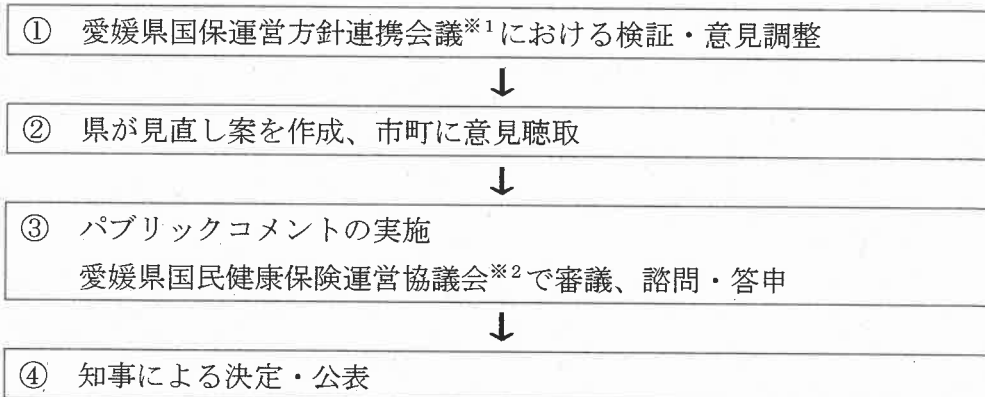 ① 愛媛県国保運営方針連携会議※1における検証・意見調整
↓
② 県が見直し案を作成、市町に意見聴取
↓
③ パブリックコメントの実施
愛媛県国民健康保険運営協議会※2で審議、諮問・答申
↓
④ 知事による決定・公表